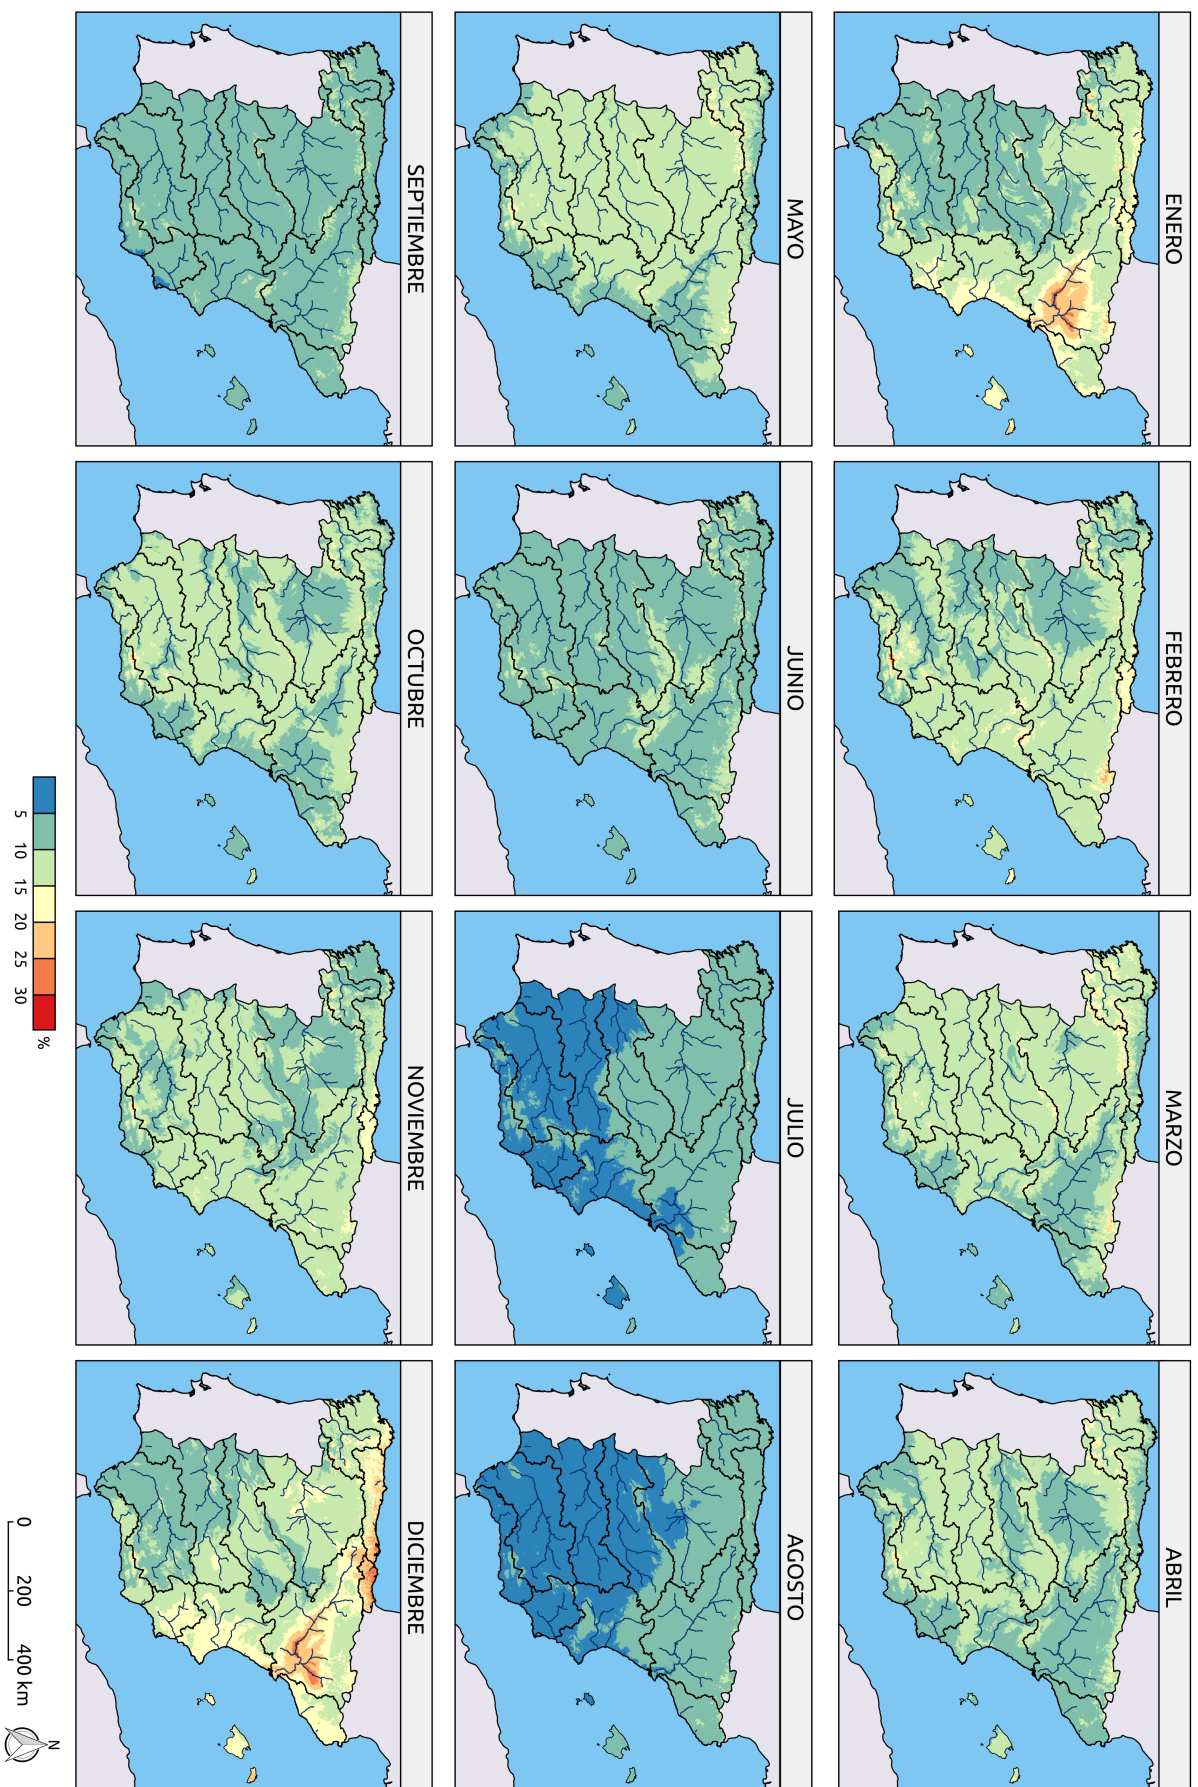 ENERO
FEBRERO
MARZO
ABRIL
MAYO
JUNIO
JULIO
AGOSTO
SEPTIEMBRE
OCTUBRE
NOVIEMBRE
DICIEMBRE
5 10 15 20 25 30 %
0 200 400 km
N